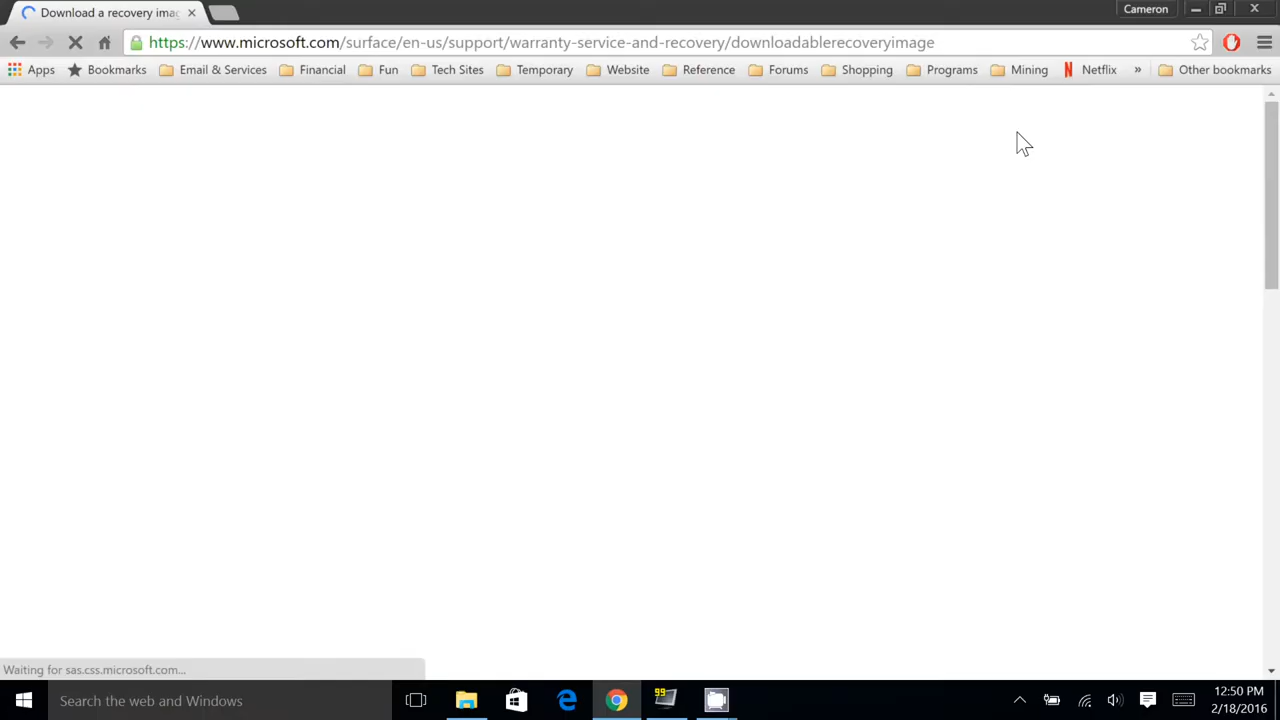 Download a recovery imag
Cameron
https://www.microsoft.com/surface/en-us/support/warranty-service-and-recovery/downloadablerecoveryimage
Apps Bookmarks Email & Services Financial Fun Tech Sites Temporary Website Reference Forums Shopping Programs Mining N Netflix » Other bookmarks
Waiting for sas.css.microsoft.com...
Search the web and Windows
99
12:50 PM
2/18/2016